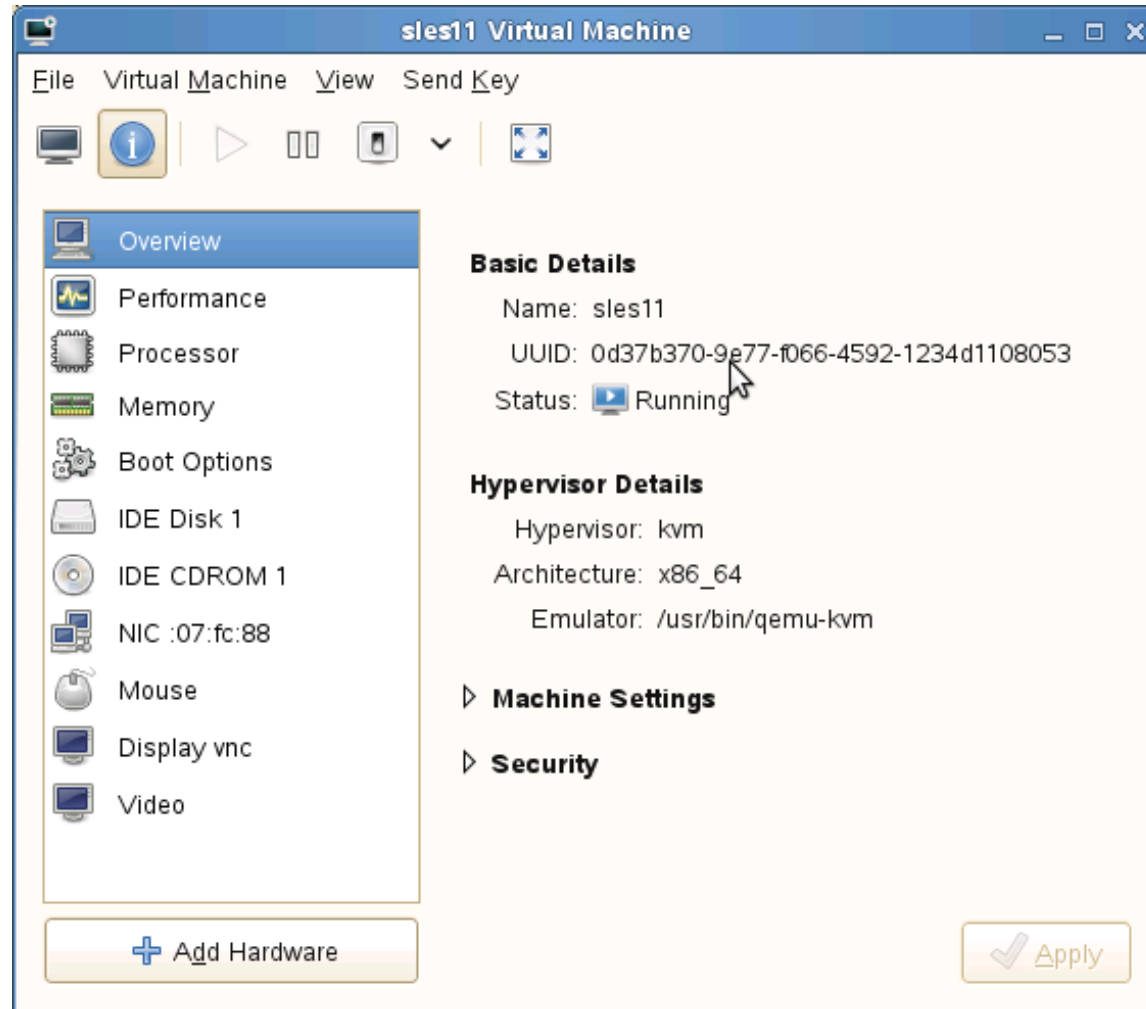 sles11 Virtual Machine
File Virtual Machine View Send Key
Overview
Performance
Processor
Memory
Boot Options
IDE Disk 1
IDE CDROM 1
NIC :07:fc:88
Mouse
Display vnc
Video
Add Hardware
Basic Details
Name: sles11
UUID: 0d37b370-9e77-f066-4592-1234d1108053
Status: Running
Hypervisor Details
Hypervisor: kvm
Architecture: x86_64
Emulator: /usr/bin/qemu-kvm
Machine Settings
Security
Apply